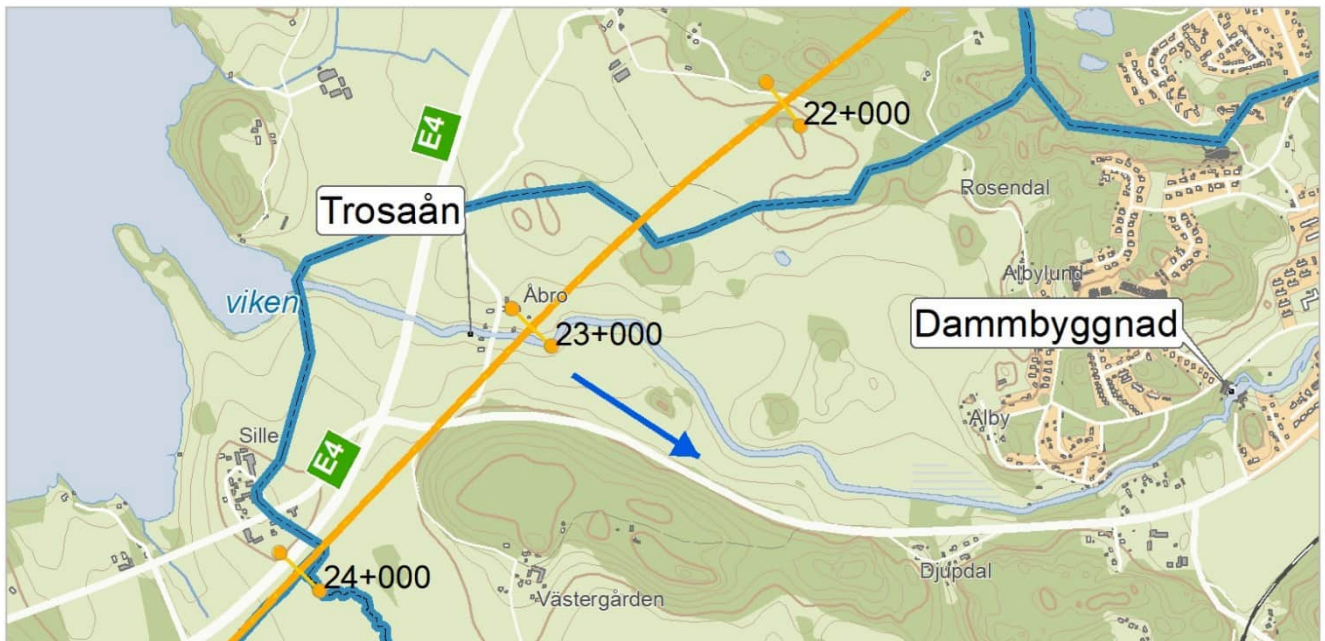 22+000
E4
Rosendal
Trosaån
Albylund
viken
Åbro
23+000
Dammbyggnad
Alby
Sille
E4
24+000
Djupdal
Västergården